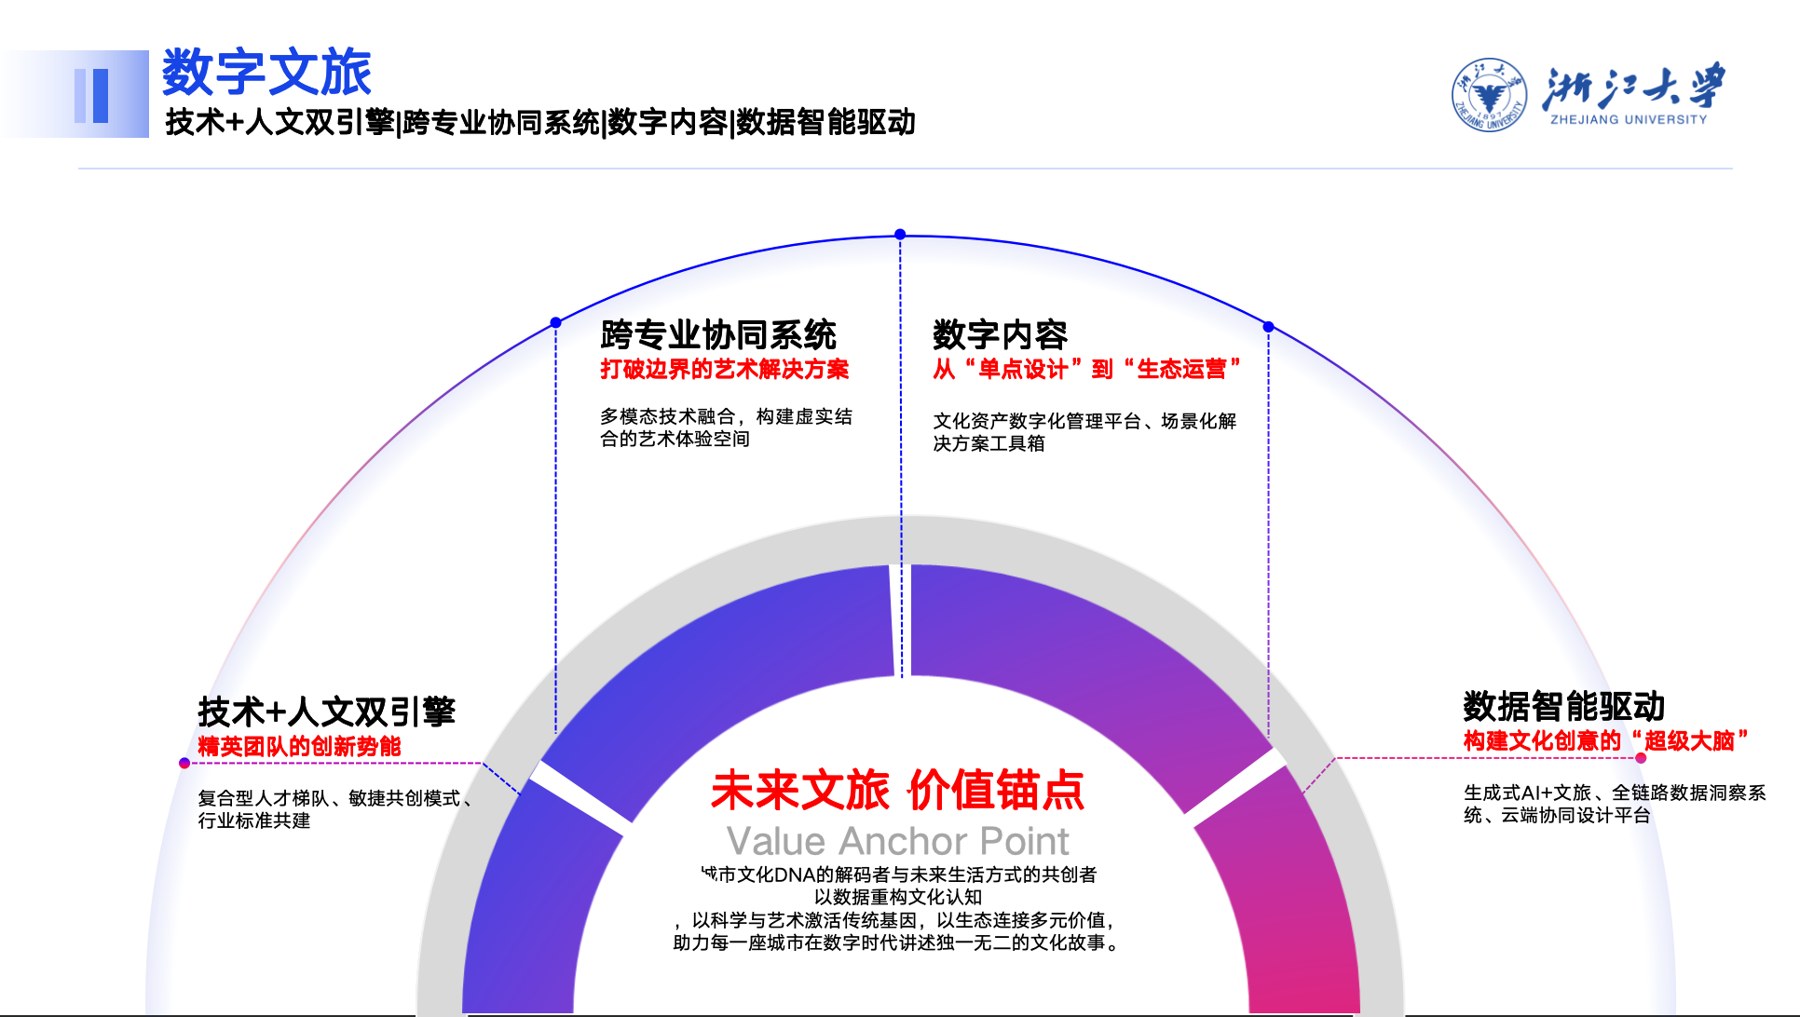 数字文旅
技术+人文双引擎|跨专业协同系统|数字内容|数据智能驱动
浙江大学
ZHEJIANG UNIVERSITY
浙江大学
1897
ZHEJIANG UNIVERSITY
跨专业协同系统
打破边界的艺术解决方案
多模态技术融合，构建虚实结
合的艺术体验空间
数字内容
从“单点设计”到“生态运营”
文化资产数字化管理平台、场景化解
决方案工具箱
技术+人文双引擎
精英团队的创新势能
复合型人才梯队、敏捷共创模式、
行业标准共建
数据智能驱动
构建文化创意的“超级大脑”
生成式AI+文旅、全链路数据洞察系
统、云端协同设计平台
未来文旅 价值锚点
Value Anchor Point
城市文化DNA的解码者与未来生活方式的共创者
以数据重构文化认知
，以科学与艺术激活传统基因，以生态连接多元价值，
助力每一座城市在数字时代讲述独一无二的文化故事。